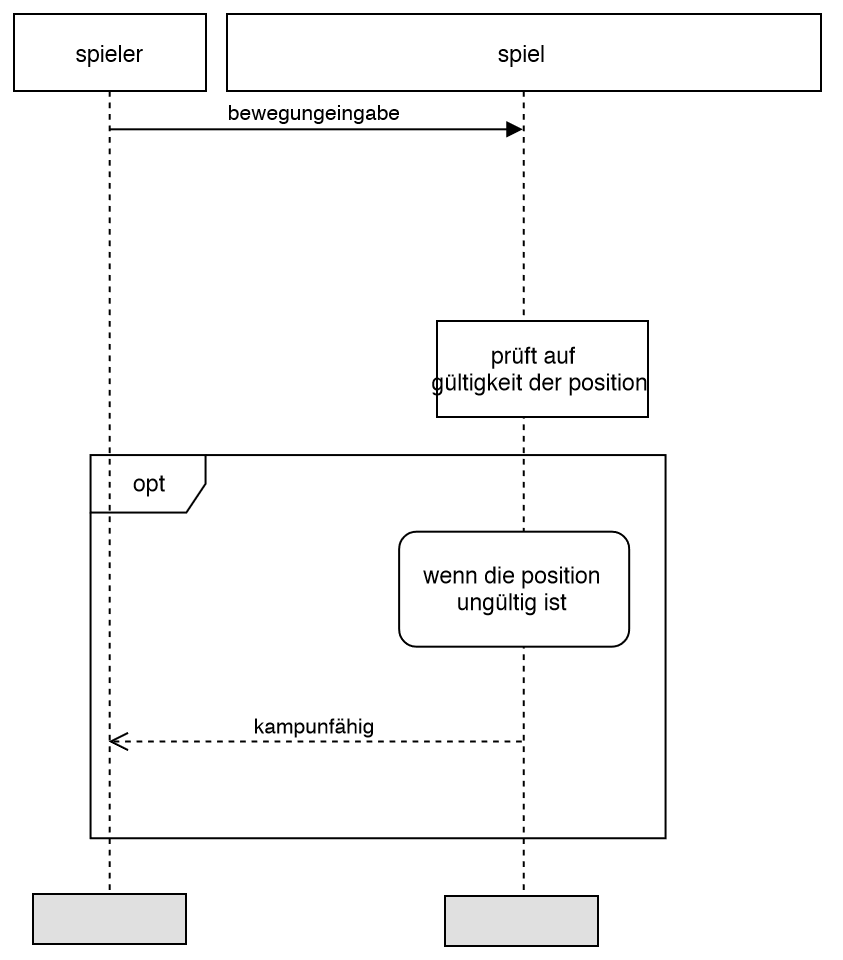 spieler
spiel
bewegungeingabe
prüft auf
gültigkeit der position
opt
wenn die position
ungültig ist
kampunfähig